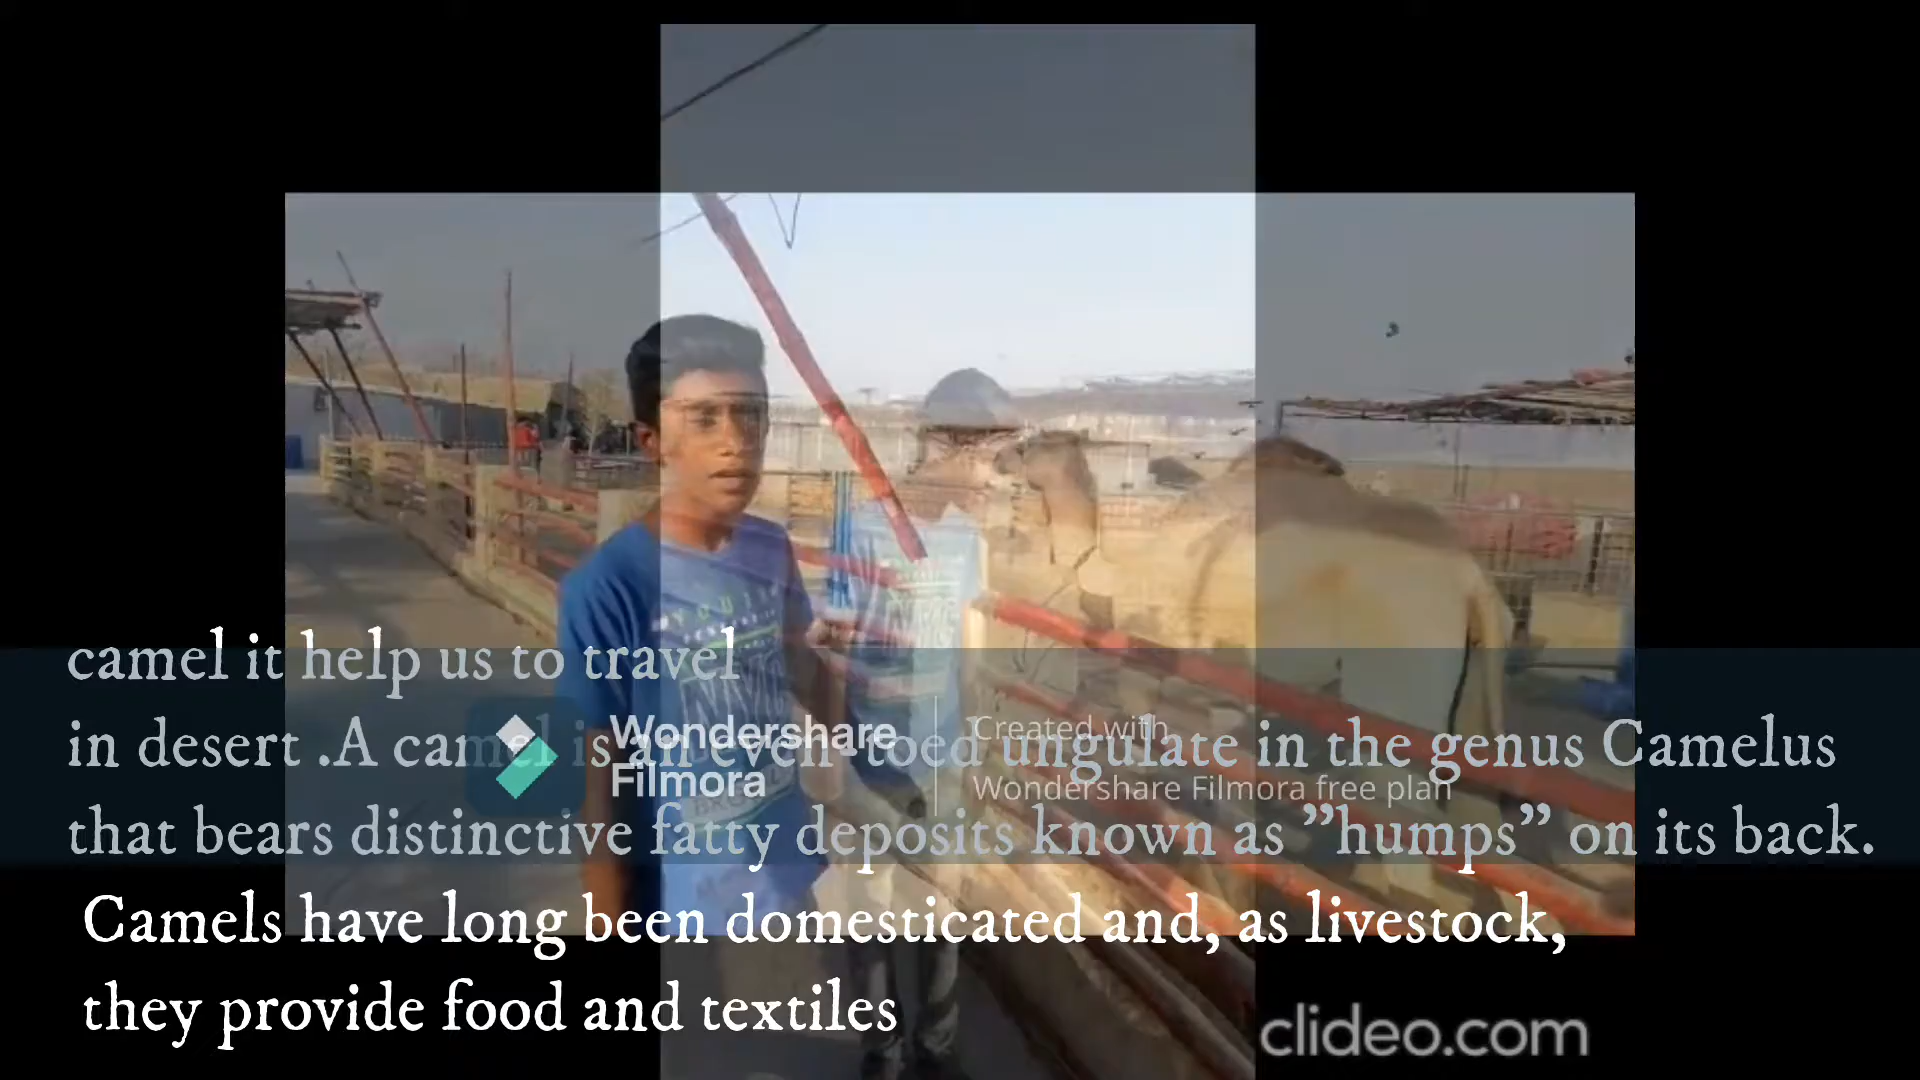 camel it help us to travel
in desert .A camel is an even-toed ungulate in the genus Camelus
that bears distinctive fatty deposits known as "humps" on its back.
Camels have long been domesticated and, as livestock,
they provide food and textiles
Wondershare
Filmora
Created with
Wondershare Filmora free plan
clideo.com